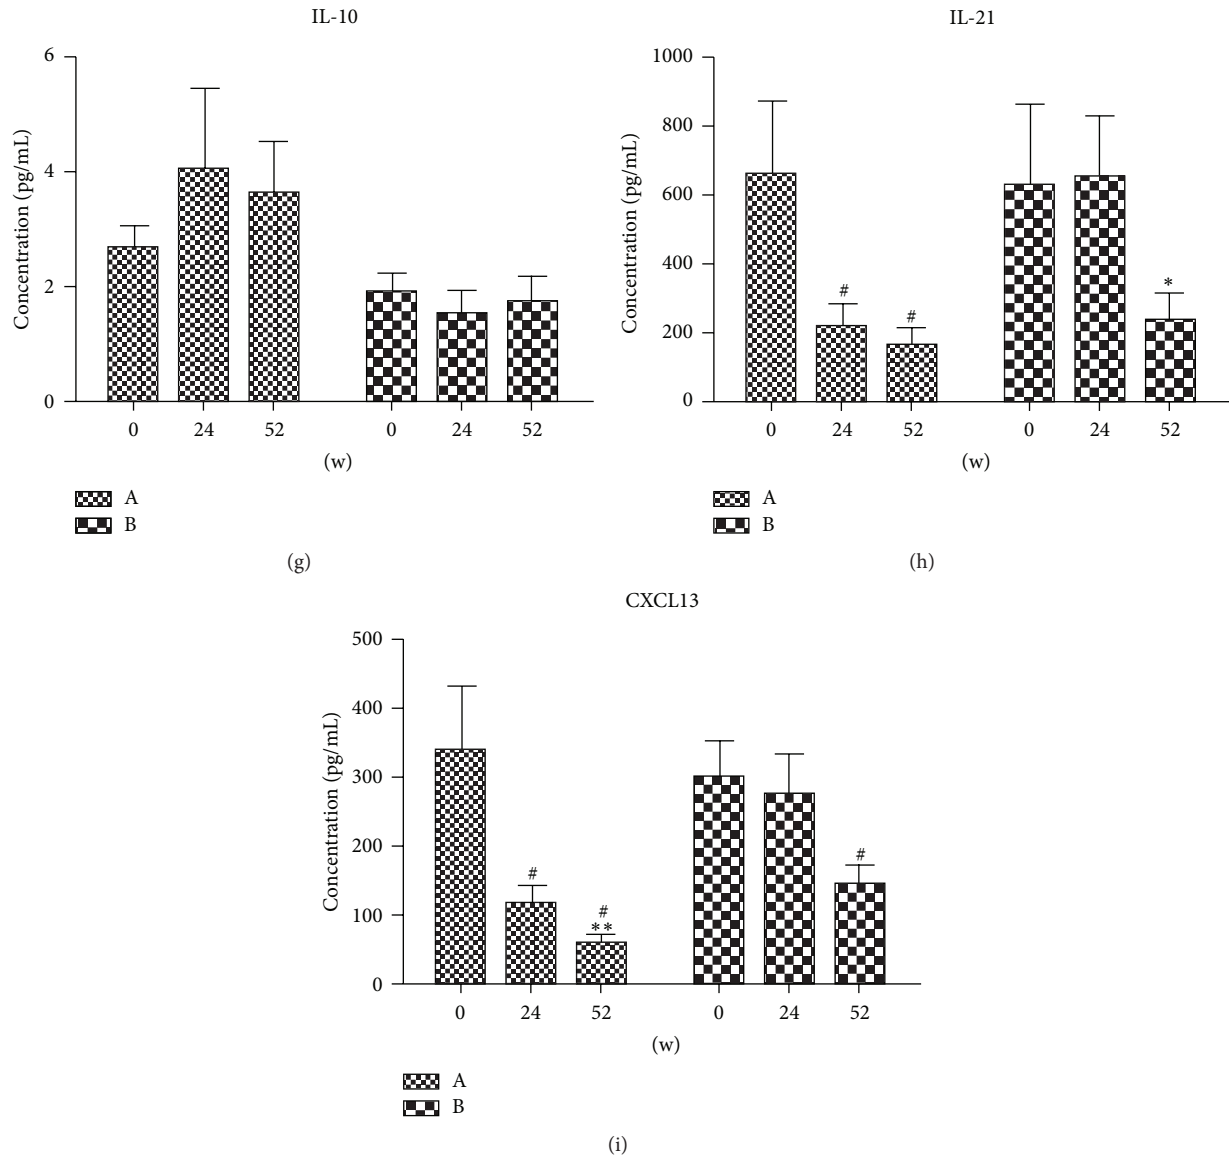 IL-10
6
4
2
0
Concentration (pg/mL)
0 24 52 0 24 52
(w)
A
B
(g)
IL-21
1000
800
600
400
200
0
Concentration (pg/mL)
# # *
0 24 52 0 24 52
(w)
A
B
(h)
CXCL13
500
400
300
200
100
0
Concentration (pg/mL)
# # #
**
0 24 52 0 24 52
(w)
A
B
(i)